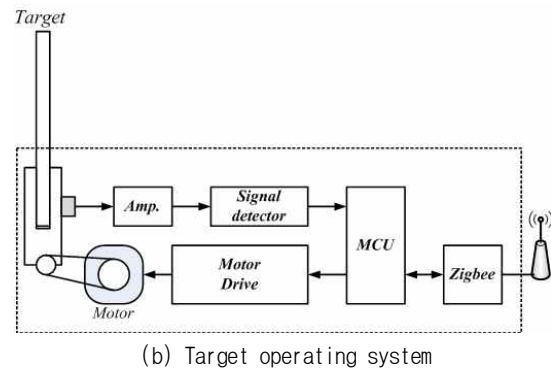 Target
Amp.
Signal
detector
MCU
Motor
Drive
Zigbee
Motor
(b) Target operating system